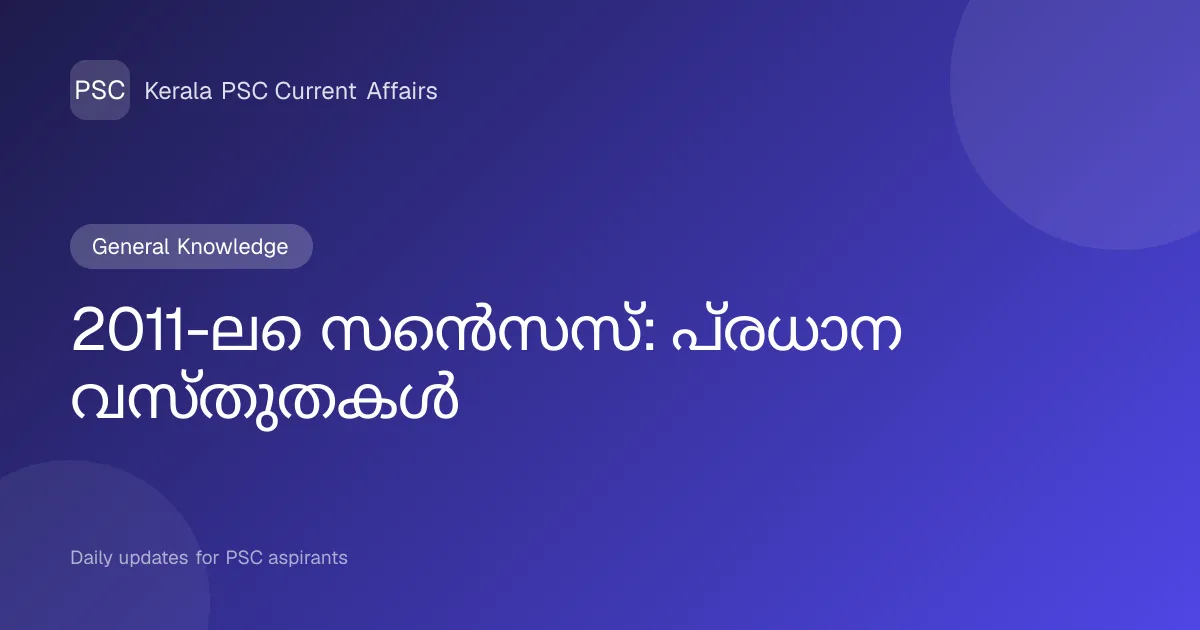 PSC
Kerala PSC Current Affairs
General Knowledge
2011-ലെ സെൻസസ്: പ്രധാന
വസ്തുതകൾ
Daily updates for PSC aspirants